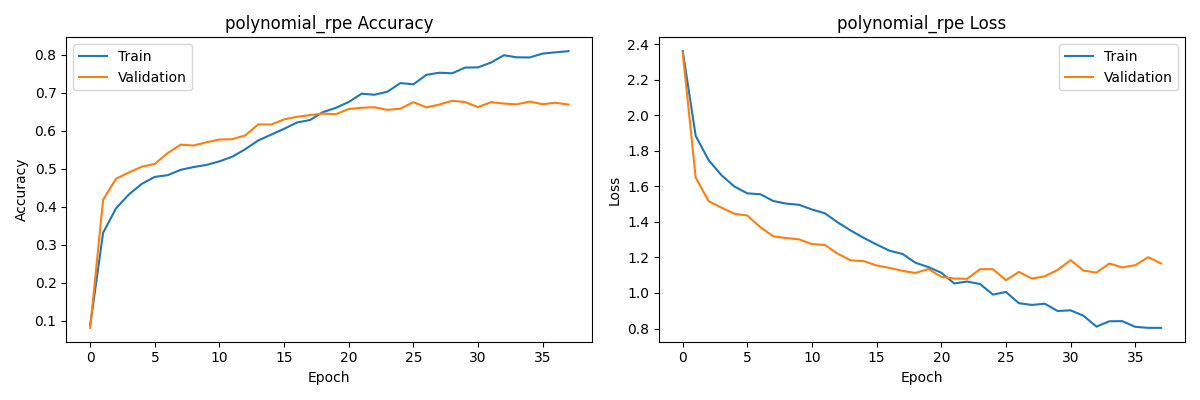 polynomial_rpe Accuracy
Train
Validation
Accuracy
0.8
0.7
0.6
0.5
0.4
0.3
0.2
0.1
0 5 10 15 20 25 30 35
Epoch
polynomial_rpe Loss
Train
Validation
Loss
2.4
2.2
2.0
1.8
1.6
1.4
1.2
1.0
0.8
0 5 10 15 20 25 30 35
Epoch